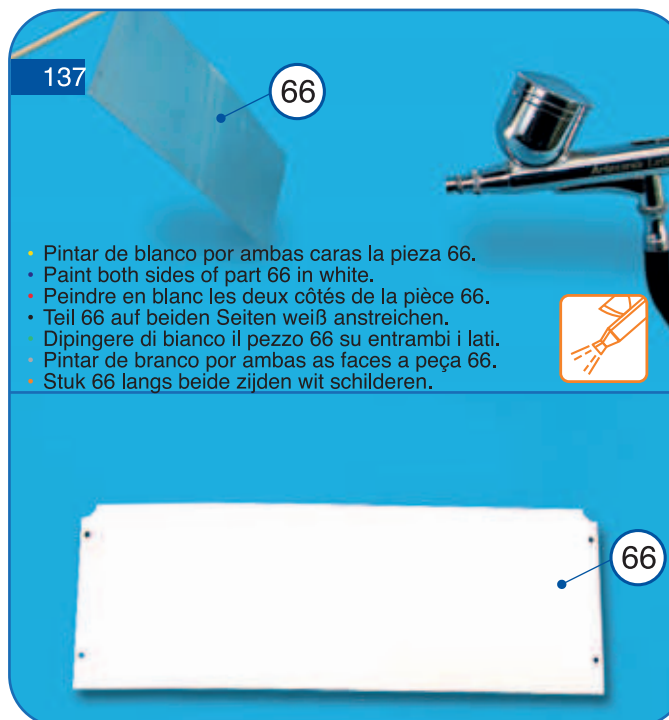 137
66
Artesanía Lati
• Pintar de blanco por ambas caras la pieza 66.
• Paint both sides of part 66 in white.
• Peindre en blanc les deux côtés de la pièce 66.
• Teil 66 auf beiden Seiten weiß anstreichen.
• Dipingere di bianco il pezzo 66 su entrambi i lati.
• Pintar de branco por ambas as faces a peça 66.
• Stuk 66 langs beide zijden wit schilderen.
66